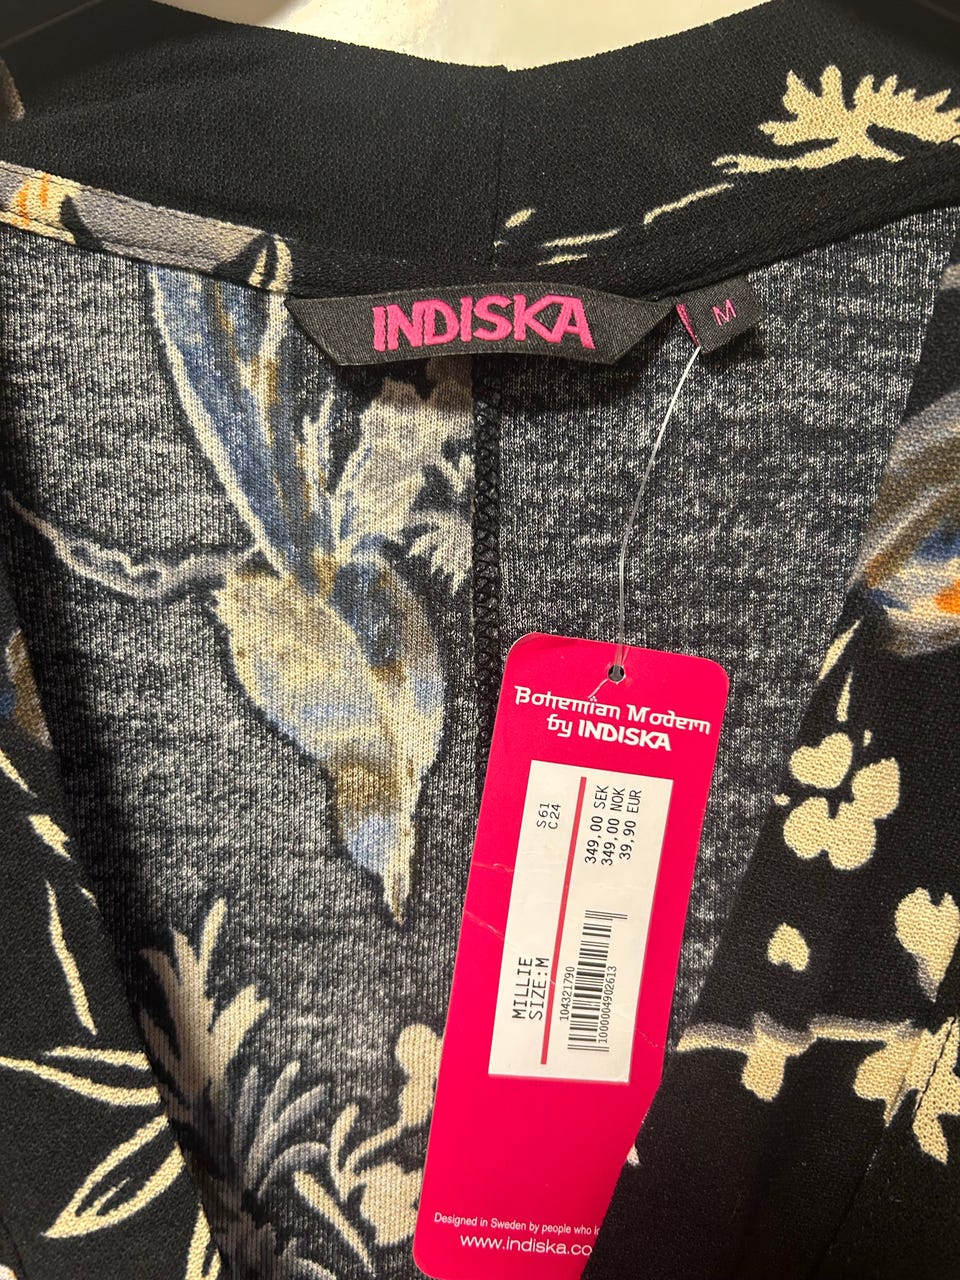 INDISKA
M
Bohemian Modern
by INDISKA
S61
C24
349,00 SEK
349,00 NOK
39,90 EUR
MILLIE
SIZE:M
104321790
1000004902613
Designed in Sweden by people who lo
www.indiska.co